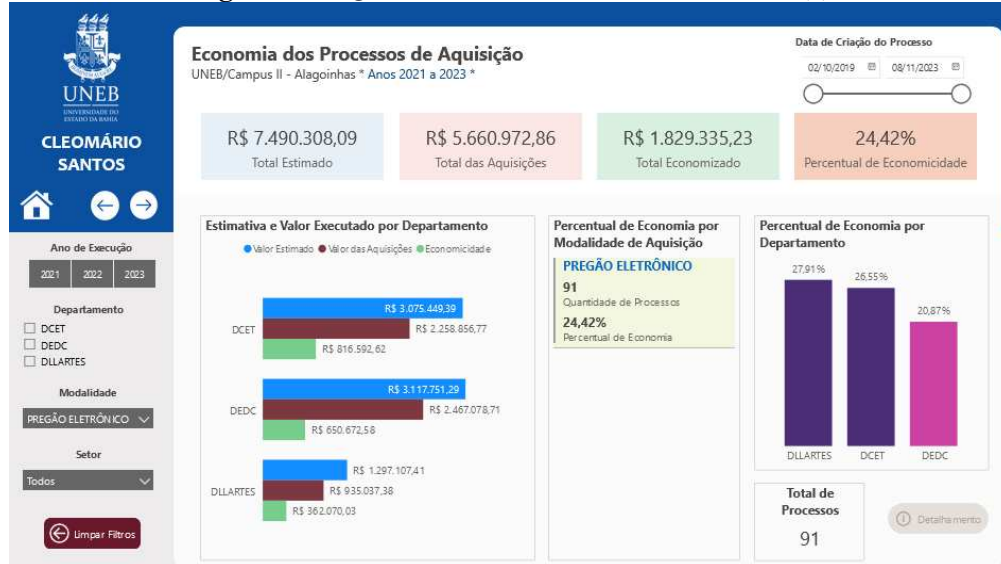 UNEB
UNIVERSIDADE DO
ESTADO DA BAHIA
CLEOMÁRIO
SANTOS
Ano de Execução
2021 2022 2023
Departamento
DCET
DEDC
DLLARTES
Modalidade
PREGÃO ELETRÔNICO
Setor
Todos
Limpar Filtros
Economia dos Processos de Aquisição
UNEB/Campus II - Alagoinhas * Anos 2021 a 2023 *
Data de Criação do Processo
02/10/2019 08/11/2023
R$ 7.490.308,09
Total Estimado
R$ 5.660.972,86
Total das Aquisições
R$ 1.829.335,23
Total Economizado
24,42%
Percentual de Economicidade
Estimativa e Valor Executado por Departamento
Valor Estimado Valor das Aquisições Economicidade
R$ 3.075.449,39
DCET R$ 2.258.856,77
R$ 816.592,62
R$ 3.117.751,29
DEDC R$ 2.467.078,71
R$ 650.672,58
R$ 1.297.107,41
DLLARTES R$ 935.037,38
R$ 362.070,03
Percentual de Economia por
Modalidade de Aquisição
PREGÃO ELETRÔNICO
91
Quantidade de Processos
24,42%
Percentual de Economia
Percentual de Economia por
Departamento
27,91% 26,55% 20,87%
DLLARTES DCET DEDC
Total de
Processos
91
Detalhamento